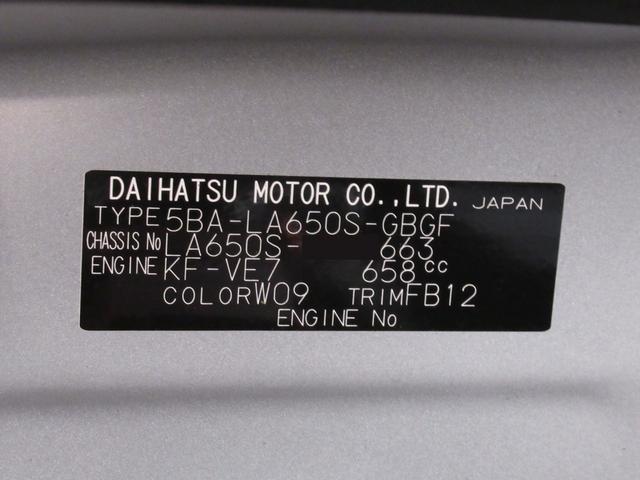 DAIHATSU MOTOR CO.,LTD. JAPAN
TYPE 5BA-LA650S-GBGF
CHASSIS No LA650S- 663
ENGINE KF-VE7 658cc
COLOR W09 TRIM FB12
ENGINE No